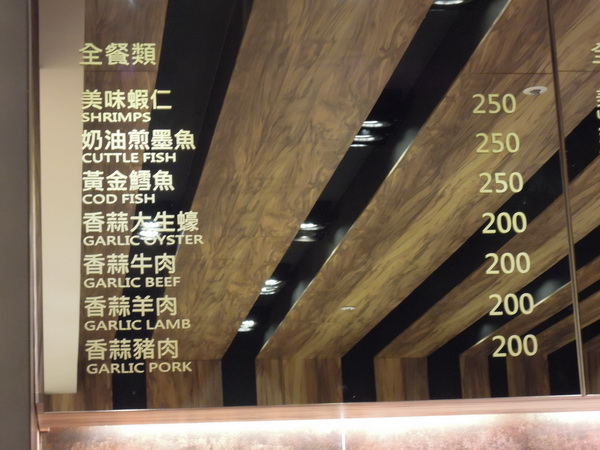 全餐類
美味蝦仁 250
SHRIMPS
奶油煎墨魚 250
CUTTLE FISH
黃金鱈魚 250
COD FISH
香蒜大生蠔 200
GARLIC OYSTER
香蒜牛肉 200
GARLIC BEEF
香蒜羊肉 200
GARLIC LAMB
香蒜豬肉 200
GARLIC PORK